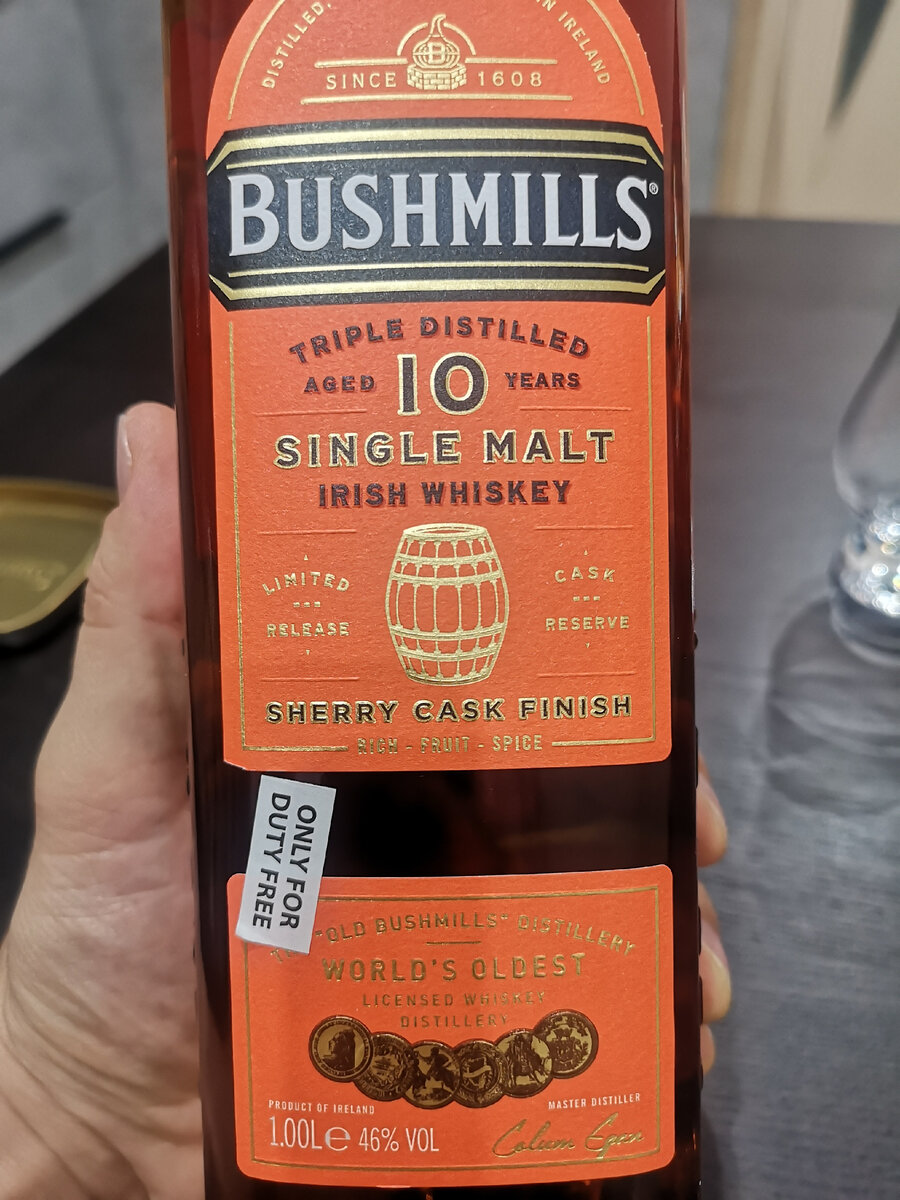 DISTILLED,
IN IRELAND
B
SINCE 1608
BUSHMILLS®
TRIPLE DISTILLED
AGED 10 YEARS
SINGLE MALT
IRISH WHISKEY
LIMITED
RELEASE
CASK
RESERVE
SHERRY CASK FINISH
RICH - FRUIT - SPICE
ONLY FOR
DUTY FREE
"OLD BUSHMILLS" DISTILLERY
WORLD'S OLDEST
LICENSED WHISKEY
DISTILLERY
PRODUCT OF IRELAND
1.00L℮ 46% VOL
MASTER DISTILLER
Colum Egan